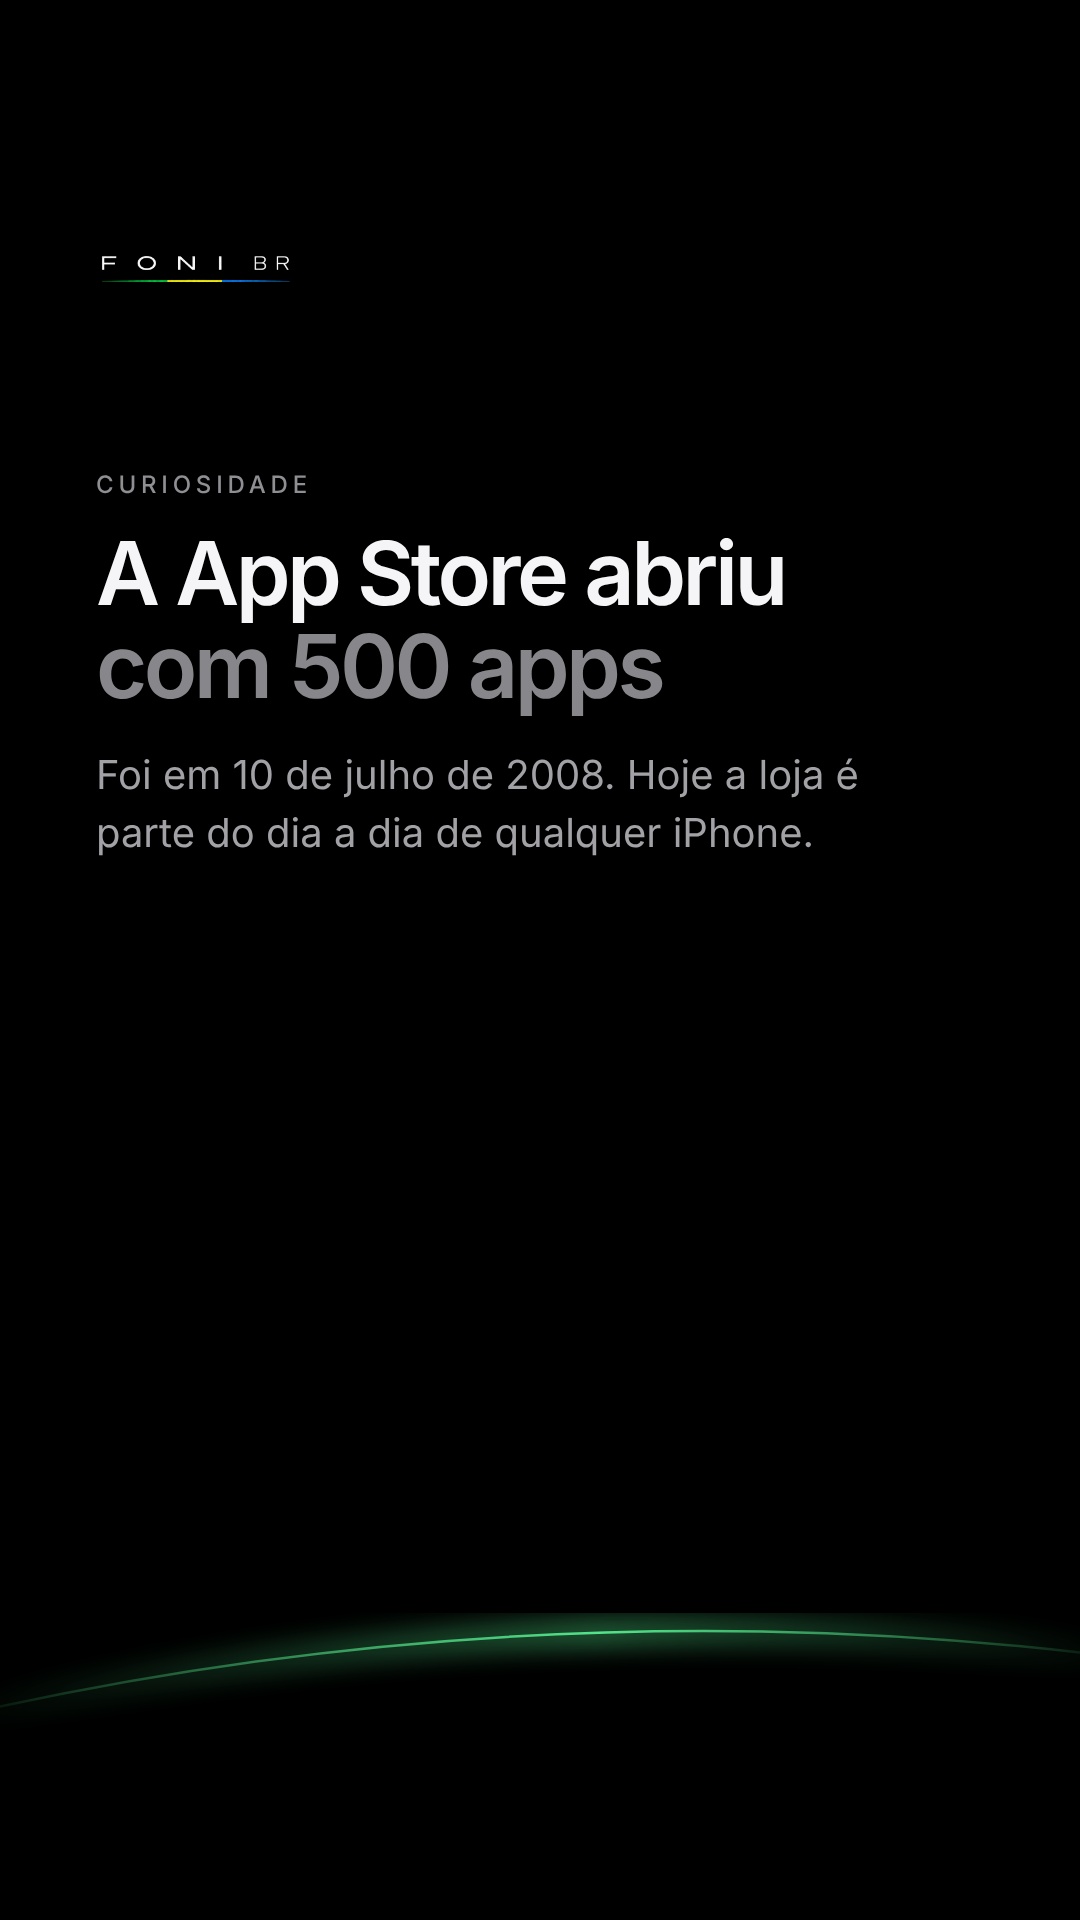 FONI BR
CURIOSIDADE
A App Store abriu
com 500 apps
Foi em 10 de julho de 2008. Hoje a loja é
parte do dia a dia de qualquer iPhone.